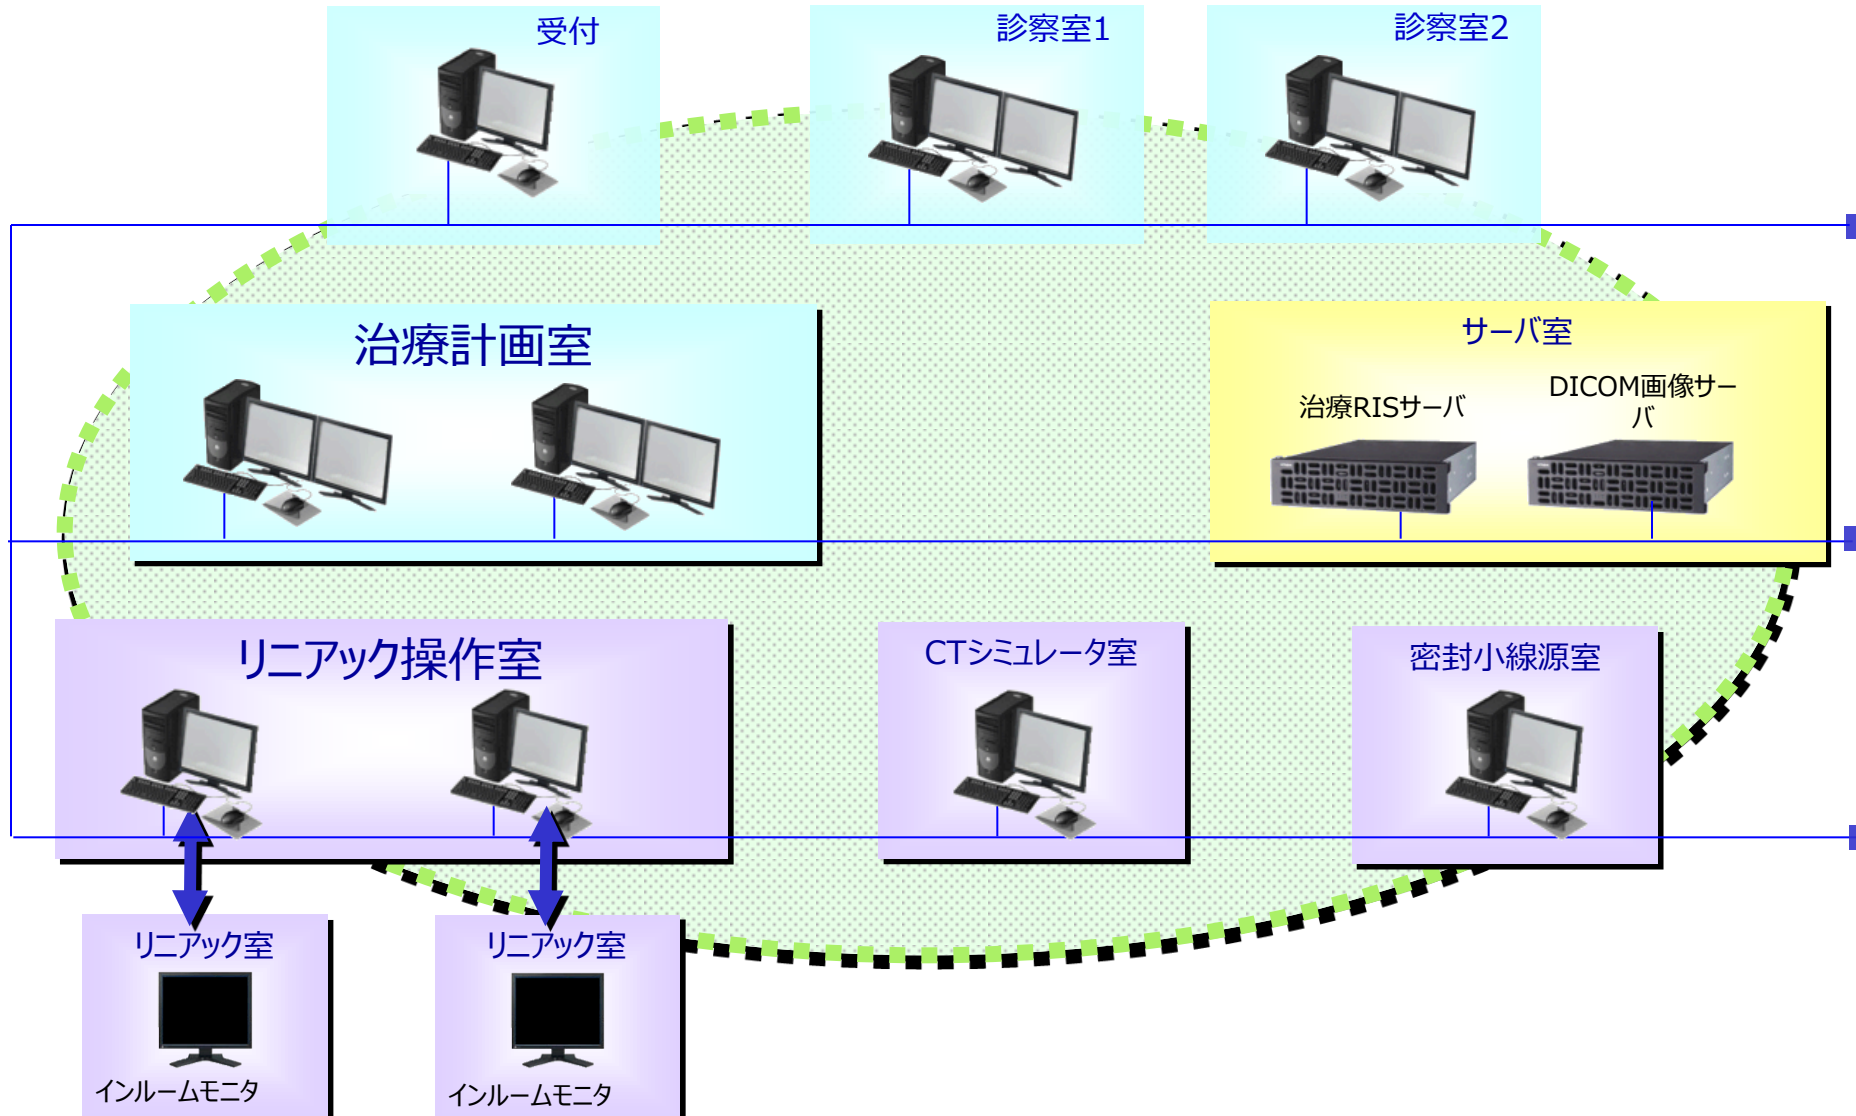 受付
診察室1
診察室2
治療計画室
サーバ室
治療RISサーバ
DICOM画像サー
バ
リニアック操作室
CTシミュレータ室
密封小線源室
リニアック室
インルームモニタ
リニアック室
インルームモニタ